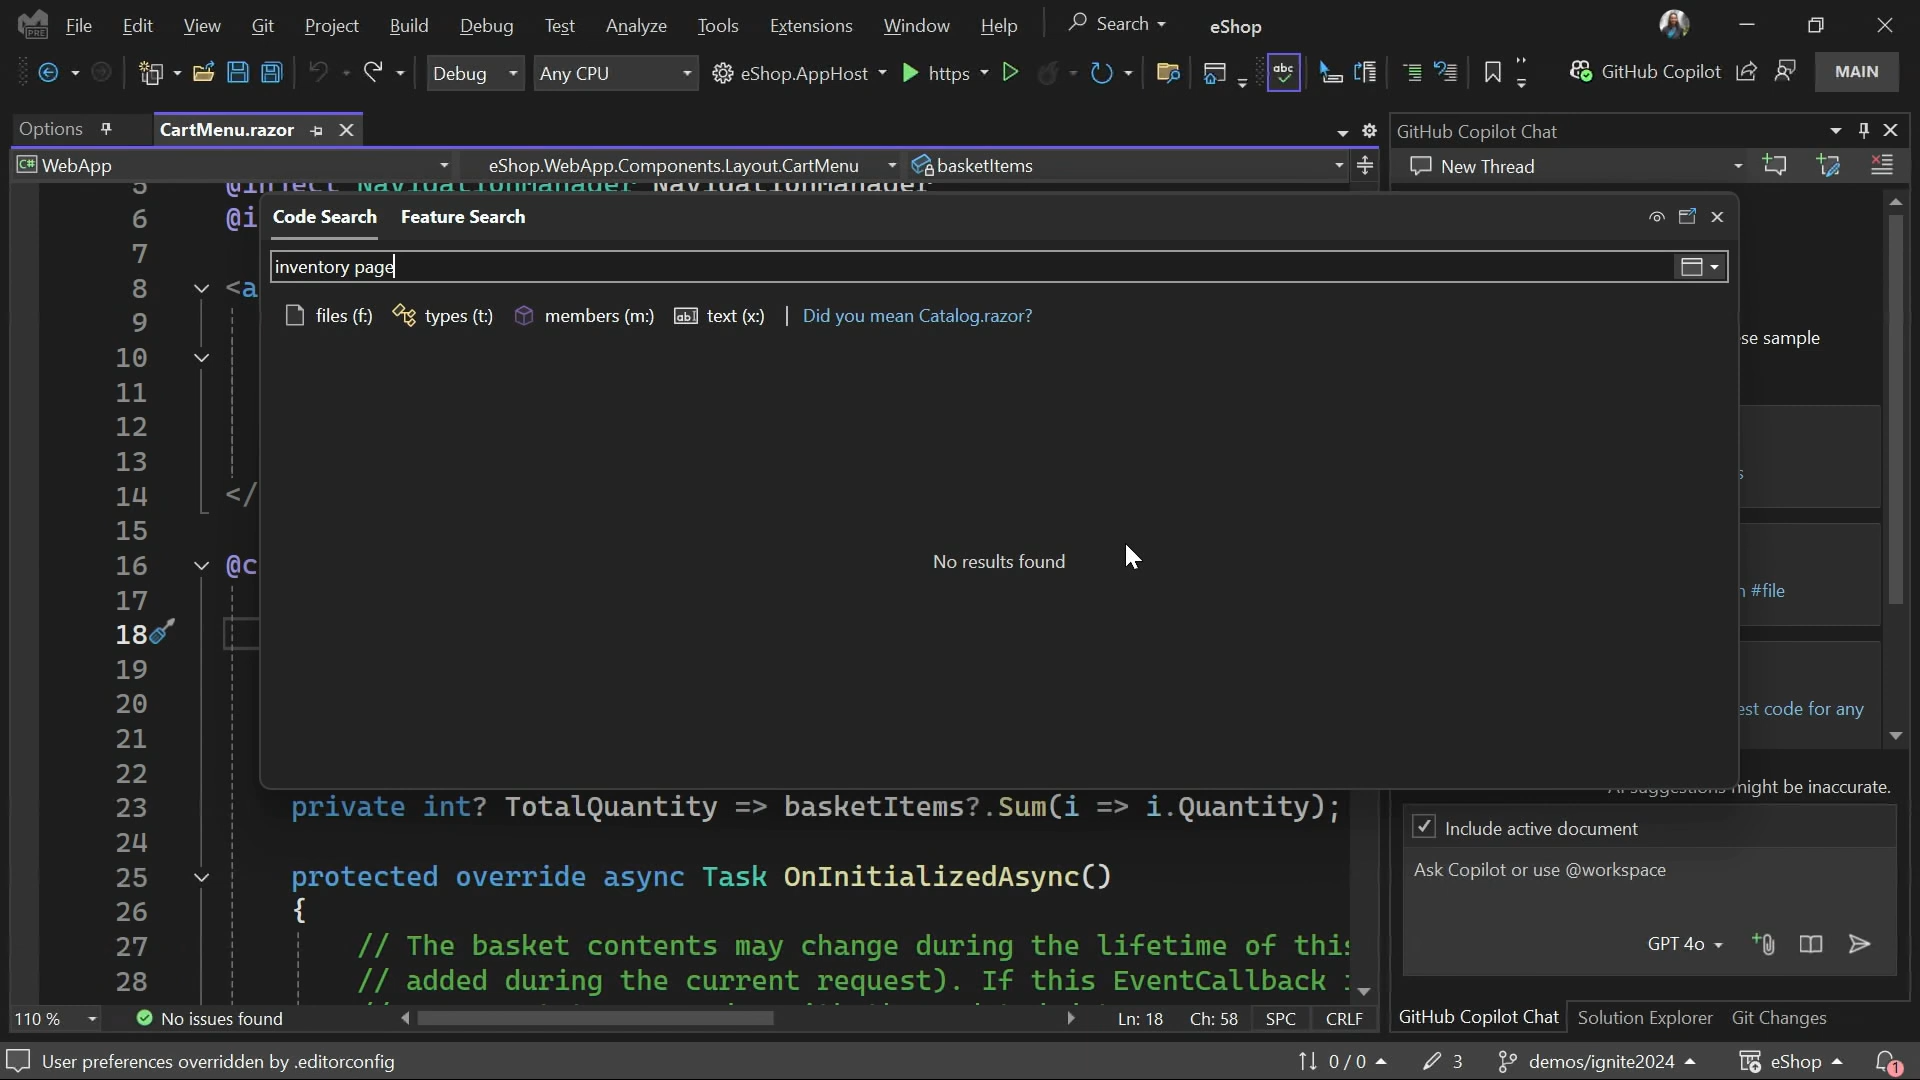 File Edit View Git Project Build Debug Test Analyze Tools Extensions Window Help Search eShop
Debug Any CPU eShop.AppHost https GitHub Copilot MAIN
Options CartMenu.razor
GitHub Copilot Chat
C# WebApp eShop.WebApp.Components.Layout.CartMenu basketItems
New Thread
5 @inject NavigationManager NavigationManager
6 @i
Code Search Feature Search
7
inventory page
8 <a
files (f:) types (t:) members (m:) text (x:) | Did you mean Catalog.razor?
9
se sample
10
11
12
13
14 </
15
No results found
16 @c
17
#file
18
19
20
est code for any
21
22
might be inaccurate.
23 private int? TotalQuantity => basketItems?.Sum(i => i.Quantity);
Include active document
24
25 protected override async Task OnInitializedAsync()
Ask Copilot or use @workspace
26 {
27 // The basket contents may change during the lifetime of this
GPT 4o
28 // added during the current request). If this EventCallback
110 % No issues found Ln: 18 Ch: 58 SPC CRLF
GitHub Copilot Chat Solution Explorer Git Changes
User preferences overridden by .editorconfig 0 / 0 3 demos/ignite2024 eShop 1